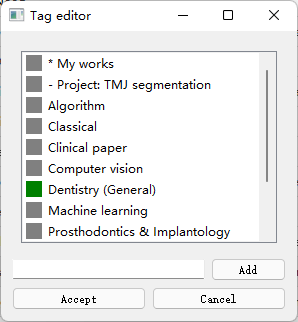 Tag editor
* My works
- Project: TMJ segmentation
Algorithm
Classical
Clinical paper
Computer vision
Dentistry (General)
Machine learning
Prosthodontics & Implantology
Add
Accept
Cancel